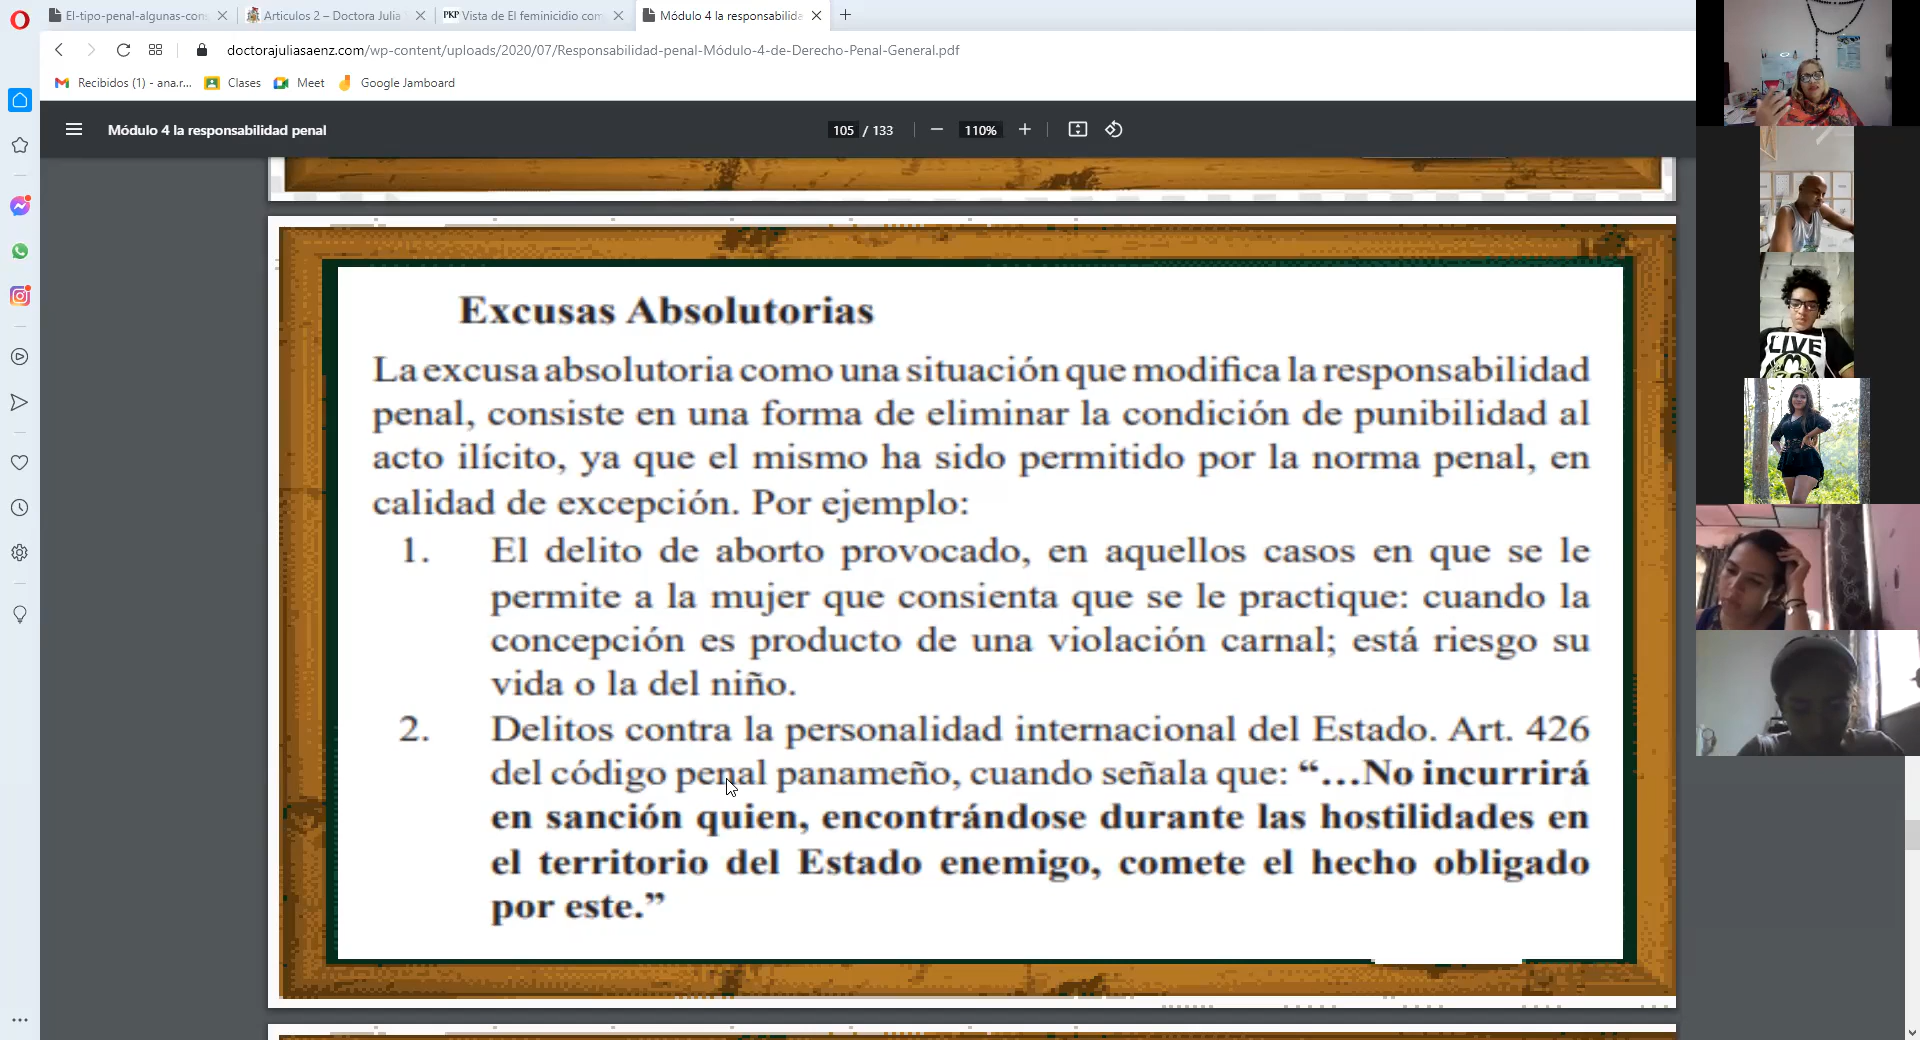 El-tipo-penal-algunas-con
Articulos 2 – Doctora Julia
PKP Vista de El feminicidio com
Módulo 4 la responsabilida
doctorajuliasaenz.com/wp-content/uploads/2020/07/Responsabilidad-penal-Módulo-4-de-Derecho-Penal-General.pdf
Recibidos (1) - ana.r... Clases Meet Google Jamboard
Módulo 4 la responsabilidad penal 105 / 133 110%
Excusas Absolutorias
La excusa absolutoria como una situación que modifica la responsabilidad
penal, consiste en una forma de eliminar la condición de punibilidad al
acto ilícito, ya que el mismo ha sido permitido por la norma penal, en
calidad de excepción. Por ejemplo:
1. El delito de aborto provocado, en aquellos casos en que se le
permite a la mujer que consienta que se le practique: cuando la
concepción es producto de una violación carnal; está riesgo su
vida o la del niño.
2. Delitos contra la personalidad internacional del Estado. Art. 426
del código penal panameño, cuando señala que: “…No incurrirá
en sanción quien, encontrándose durante las hostilidades en
el territorio del Estado enemigo, comete el hecho obligado
por este.”
LIVE